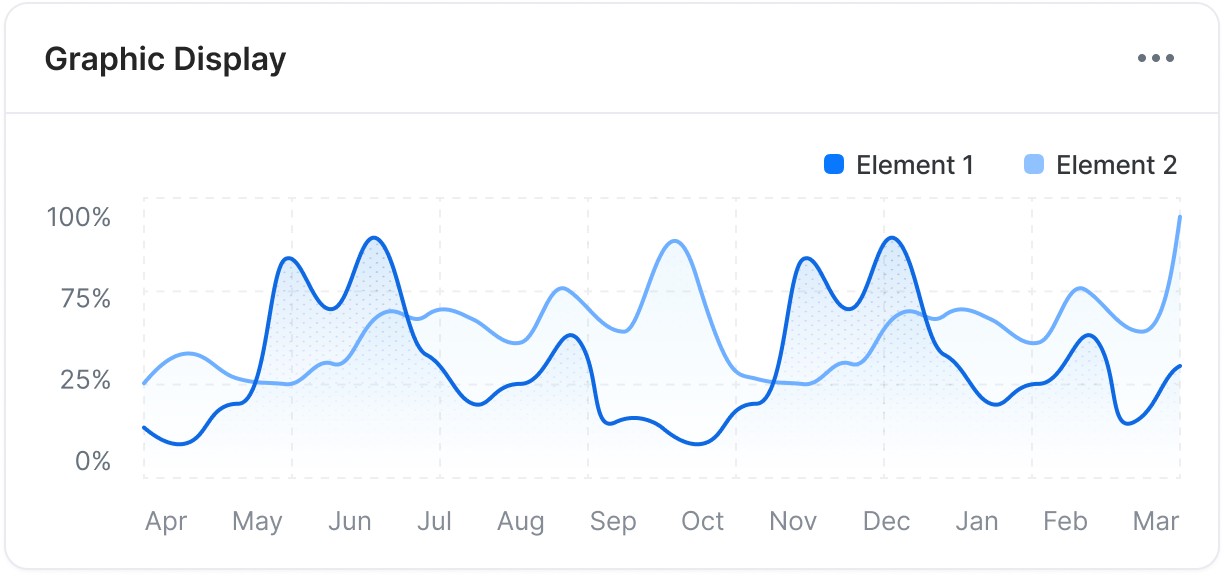 Graphic Display
Element 1 Element 2
100%
75%
25%
0%
Apr May Jun Jul Aug Sep Oct Nov Dec Jan Feb Mar